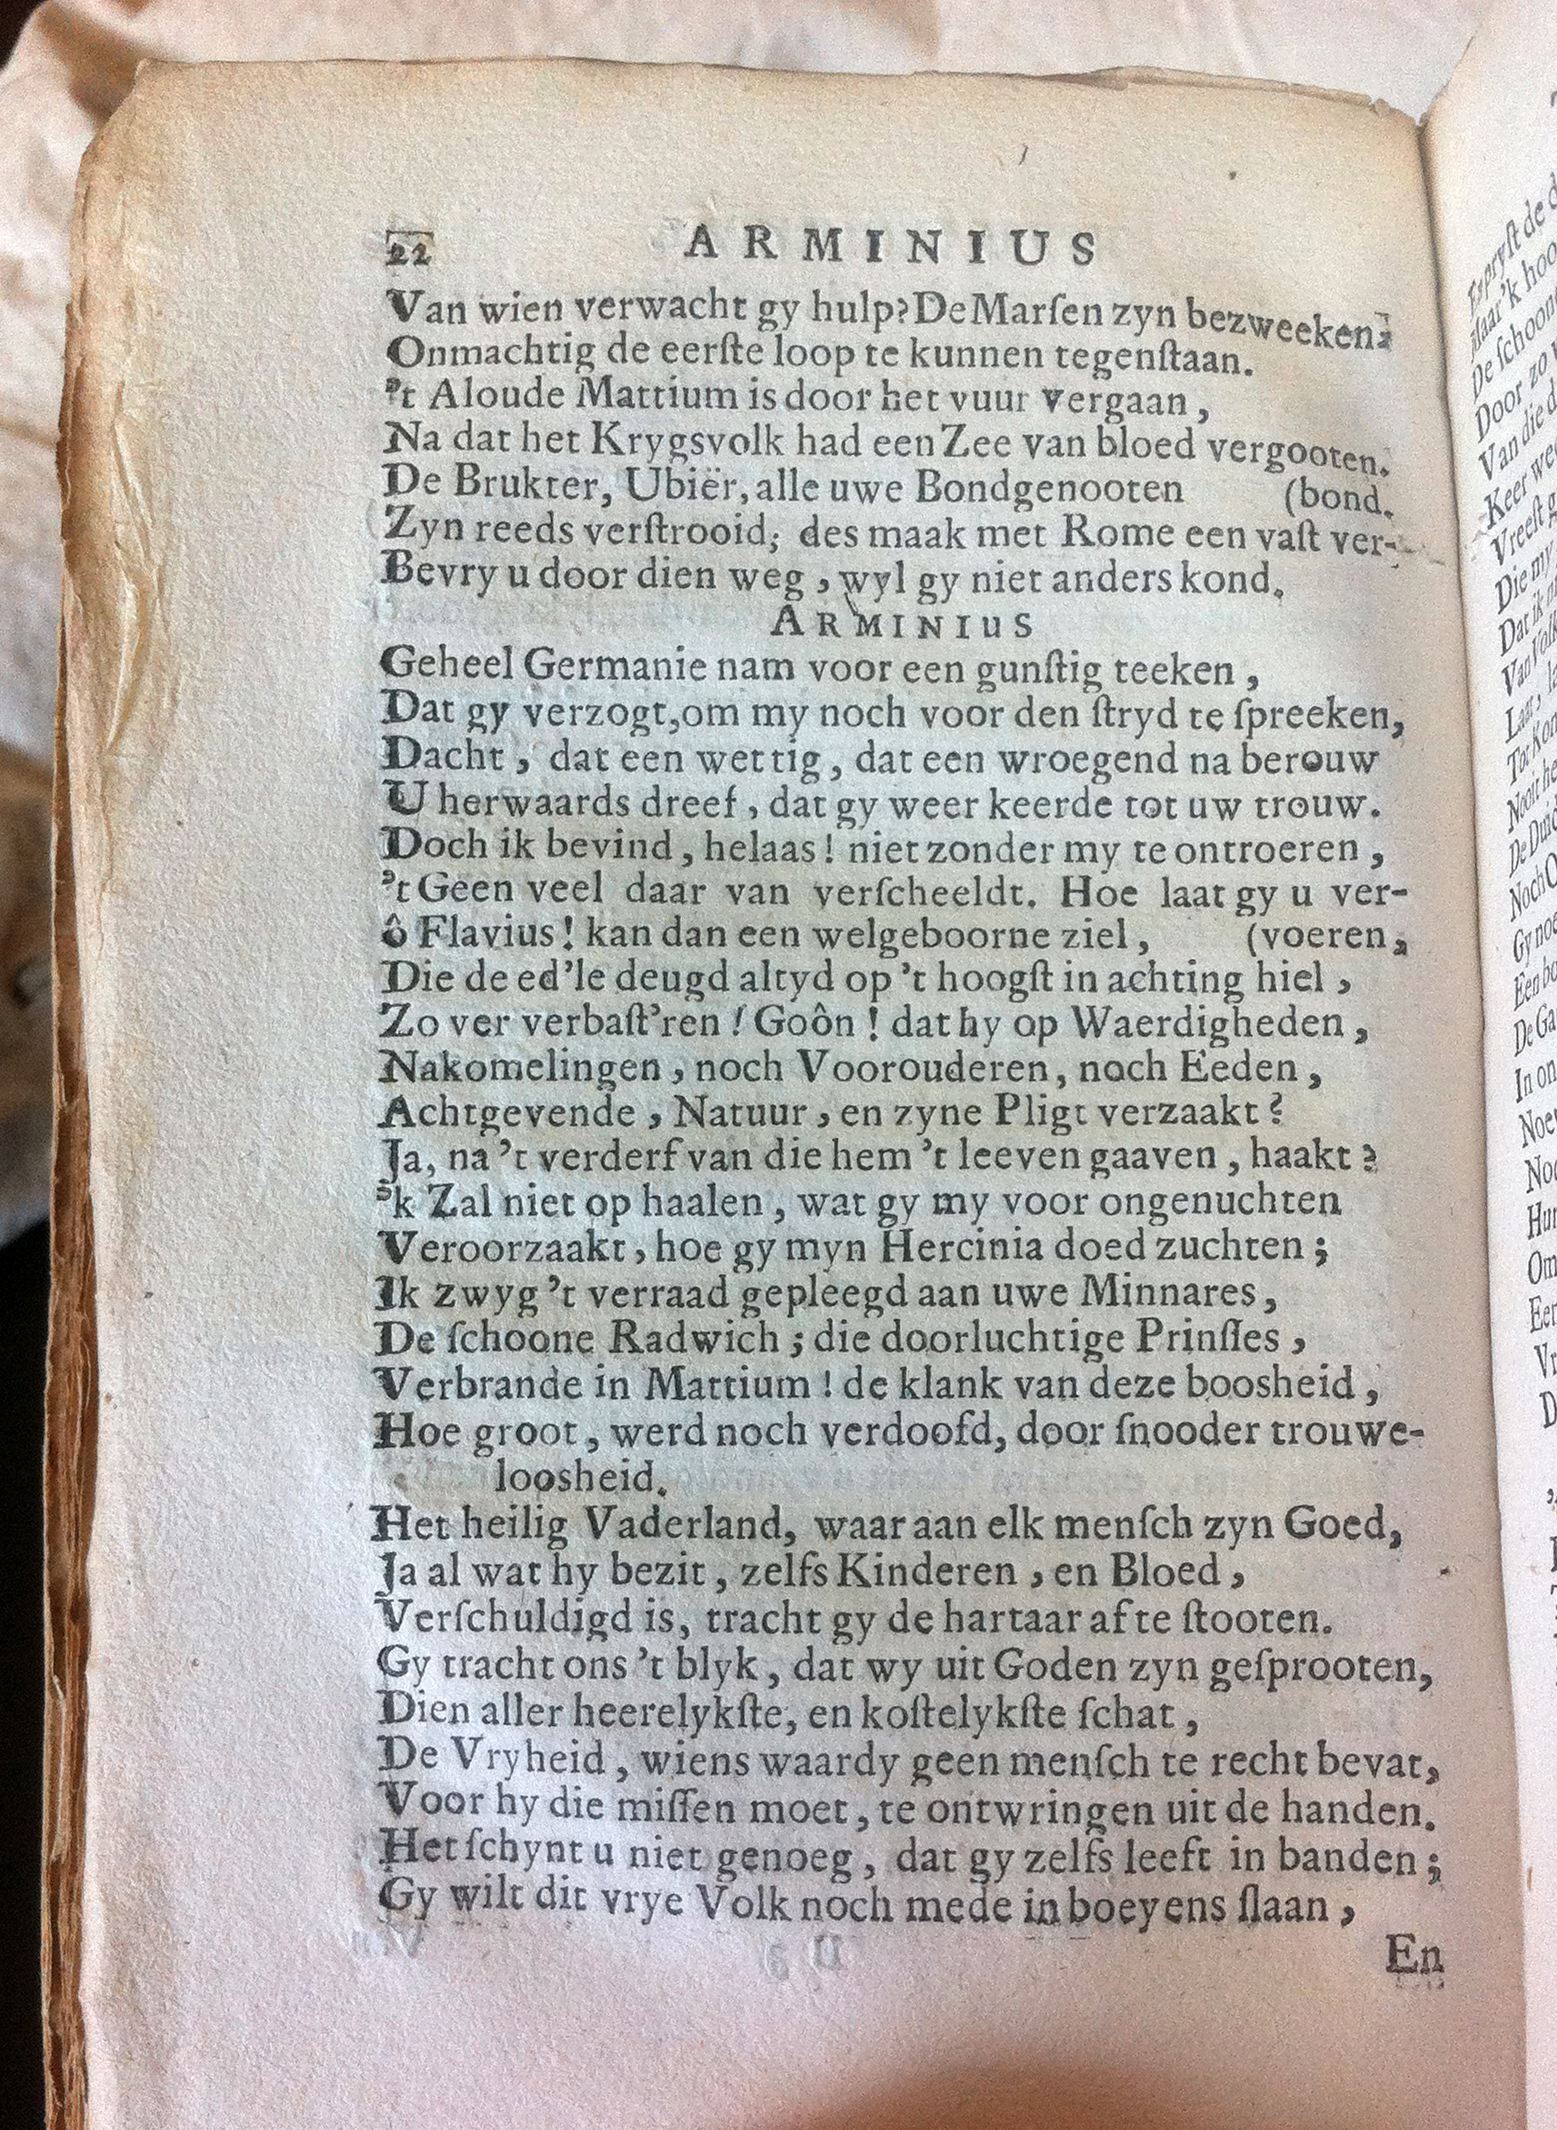 22 ARMINIUS
Van wien verwacht gy hulp? De Marſen zyn bezweeken,
Onmachtig de eerſte loop te kunnen tegenſtaan.
't Aloude Mattium is door het vuur vergaan,
Na dat het Krygsvolk had een Zee van bloed vergooten.
De Brukter, Ubiër, alle uwe Bondgenooten (bond.
Zyn reeds verſtrooid; des maak met Rome een vaſt ver-
Bevry u door dien weg, wyl gy niet anders kond.
ARMINIUS
Geheel Germanie nam voor een gunſtig teeken,
Dat gy verzogt, om my noch voor den ſtryd te ſpreeken,
Dacht, dat een wettig, dat een wroegend na berouw
U herwaards dreef, dat gy weer keerde tot uw trouw.
Doch ik bevind, helaas! niet zonder my te ontroeren,
't Geen veel daar van verſcheeldt. Hoe laat gy u ver-
ô Flavius! kan dan een welgeboorne ziel, (voeren,
Die de ed'le deugd altyd op 't hoogſt in achting hiel,
Zo ver verbaſt'ren! Goôn! dat hy op Waerdigheden,
Nakomelingen, noch Voorouderen, noch Eeden,
Achtgevende, Natuur, en zyne Pligt verzaakt?
Ja, na 't verderf van die hem 't leeven gaaven, haakt?
'k Zal niet op haalen, wat gy my voor ongenuchten
Veroorzaakt, hoe gy myn Hercinia doed zuchten;
Ik zwyg 't verraad gepleegd aan uwe Minnares,
De ſchoone Radwich; die doorluchtige Prinſſes,
Verbrande in Mattium! de klank van deze boosheid,
Hoe groot, werd noch verdoofd, door ſnooder trouwe-
loosheid.
Het heilig Vaderland, waar aan elk menſch zyn Goed,
Ja al wat hy bezit, zelfs Kinderen, en Bloed,
Verſchuldigd is, tracht gy de hartaar af te ſtooten.
Gy tracht ons 't blyk, dat wy uit Goden zyn geſprooten,
Dien aller heerelykſte, en koſtelykſte ſchat,
De Vryheid, wiens waardy geen menſch te recht bevat,
Voor hy die miſſen moet, te ontwringen uit de handen.
Het ſchynt u niet genoeg, dat gy zelfs leeft in banden;
Gy wilt dit vrye Volk noch mede in boeyens ſlaan,
En